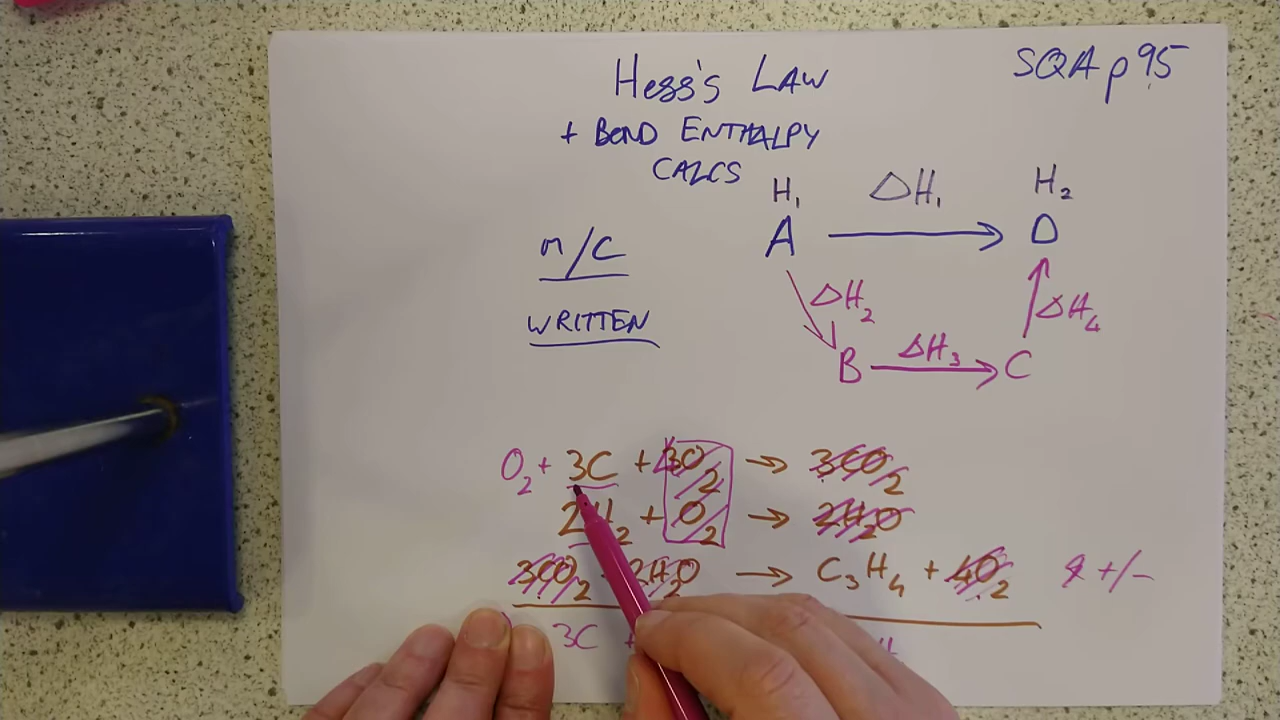 Hess's LAW
SQA p95
+ BOND ENTHALPY
CALCS
H₁ ΔH₁ H₂
A → D
m/C
ΔH₂
ΔH₄
WRITTEN
B ΔH₃ → C
O₂ + 3C + 3O₂ → 3CO₂
2H₂ + O₂ → 2H₂O
3CO₂ 2H₂O → C₃H₄ + 4O₂ +/-
3C +